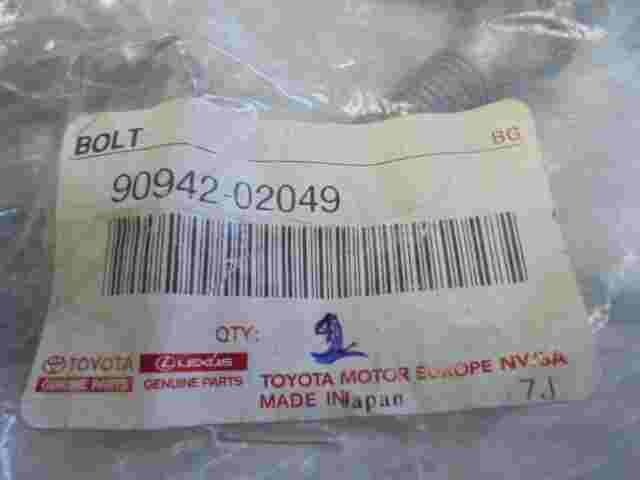 BOLT BG
90942-02049
QTY:
TOYOTA LEXUS
GENUINE PARTS GENUINE PARTS
TOYOTA MOTOR EUROPE NV/SA
MADE IN Japan 7J